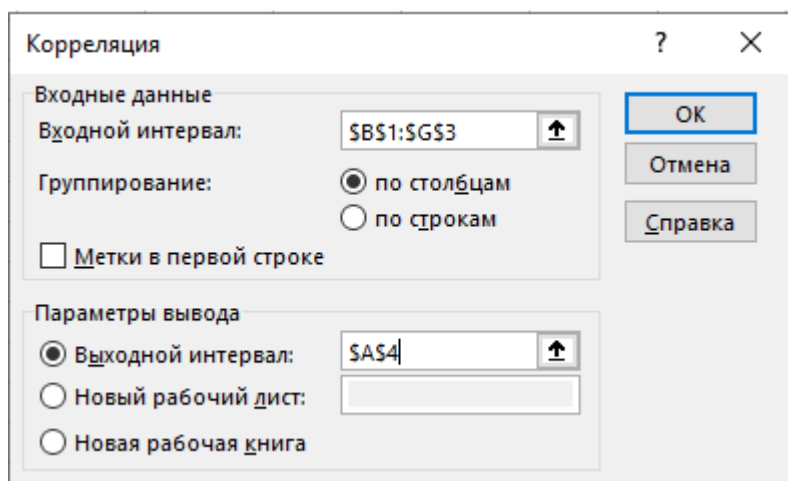 Корреляция ?
Входные данные
Входной интервал: $B$1:$G$3
Группирование: по столбцам
по строкам
Метки в первой строке
OK
Отмена
Справка
Параметры вывода
Выходной интервал: $A$4
Новый рабочий лист:
Новая рабочая книга